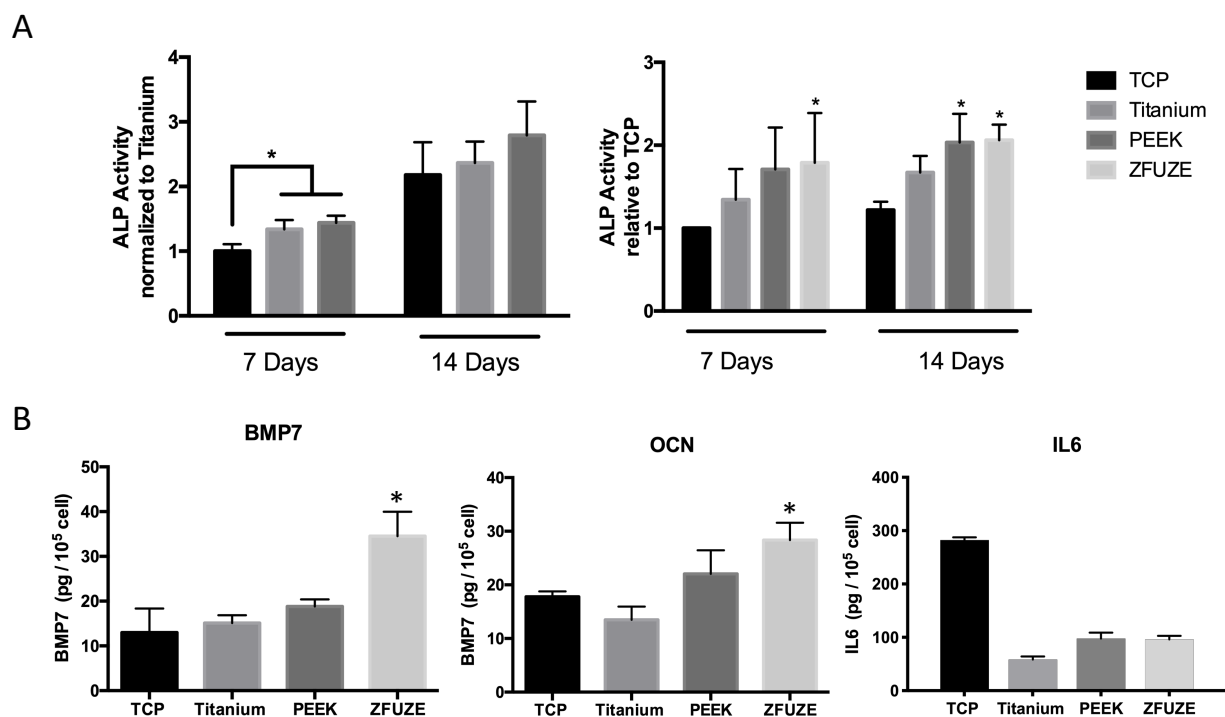 A
ALP Activity
normalized to Titanium
4
3
2
1
0
*
7 Days
14 Days
ALP Activity
relative to TCP
3
2
1
0
*
*
*
7 Days
14 Days
TCP
Titanium
PEEK
ZFUZE
B
BMP7
BMP7 (pg / 10⁵ cell)
50
40
30
20
10
0
*
TCP Titanium PEEK ZFUZE
OCN
BMP7 (pg / 10⁵ cell)
40
30
20
10
0
*
TCP Titanium PEEK ZFUZE
IL6
IL6 (pg / 10⁵ cell)
400
300
200
100
0
TCP Titanium PEEK ZFUZE